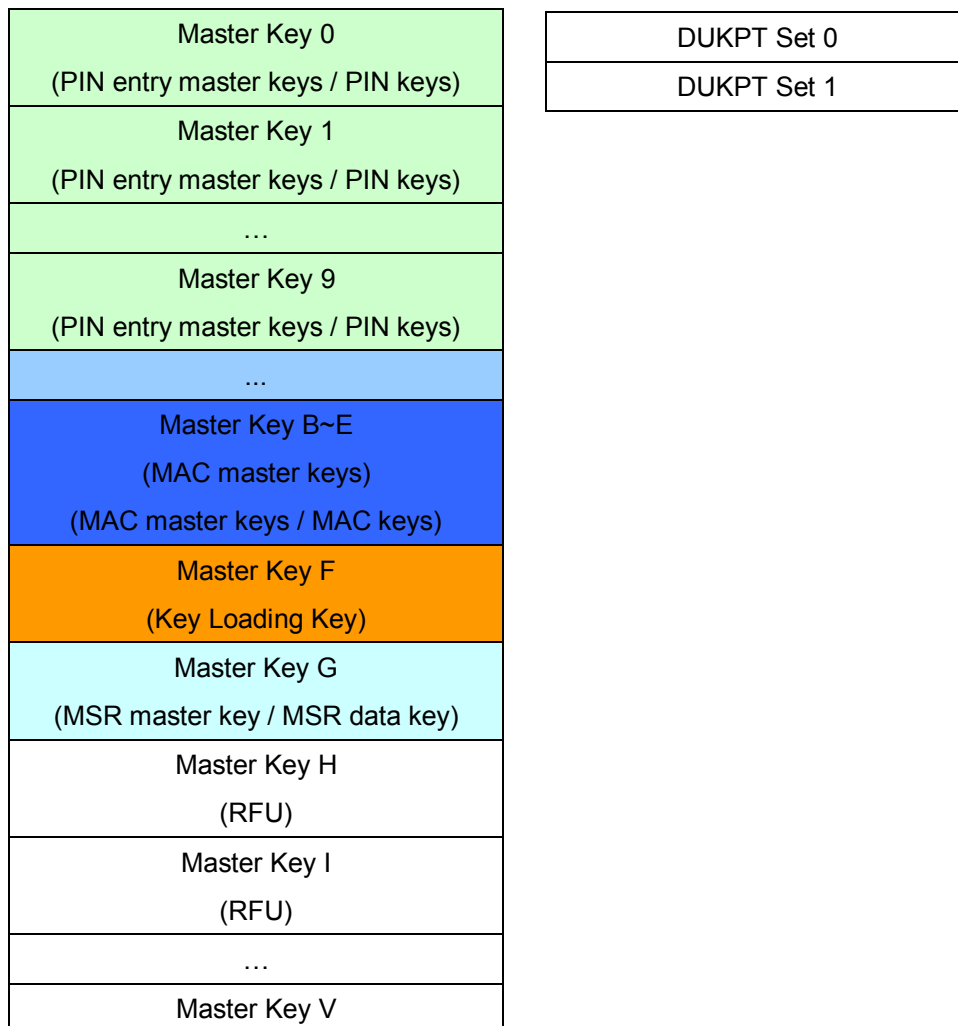 Master Key 0
(PIN entry master keys / PIN keys)
Master Key 1
(PIN entry master keys / PIN keys)
…
Master Key 9
(PIN entry master keys / PIN keys)
...
Master Key B~E
(MAC master keys)
(MAC master keys / MAC keys)
Master Key F
(Key Loading Key)
Master Key G
(MSR master key / MSR data key)
Master Key H
(RFU)
Master Key I
(RFU)
…
Master Key V
DUKPT Set 0
DUKPT Set 1